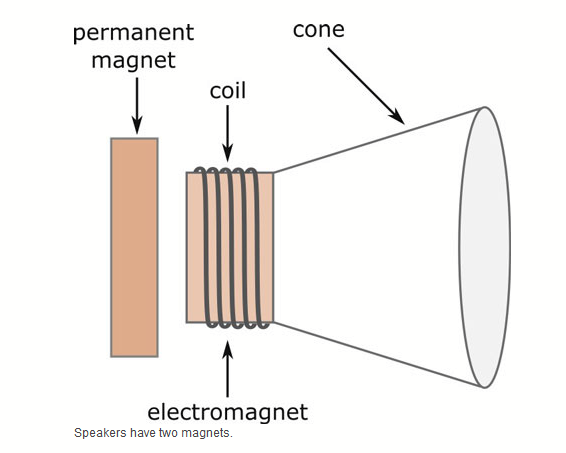 permanent
magnet
cone
coil
electromagnet
Speakers have two magnets.